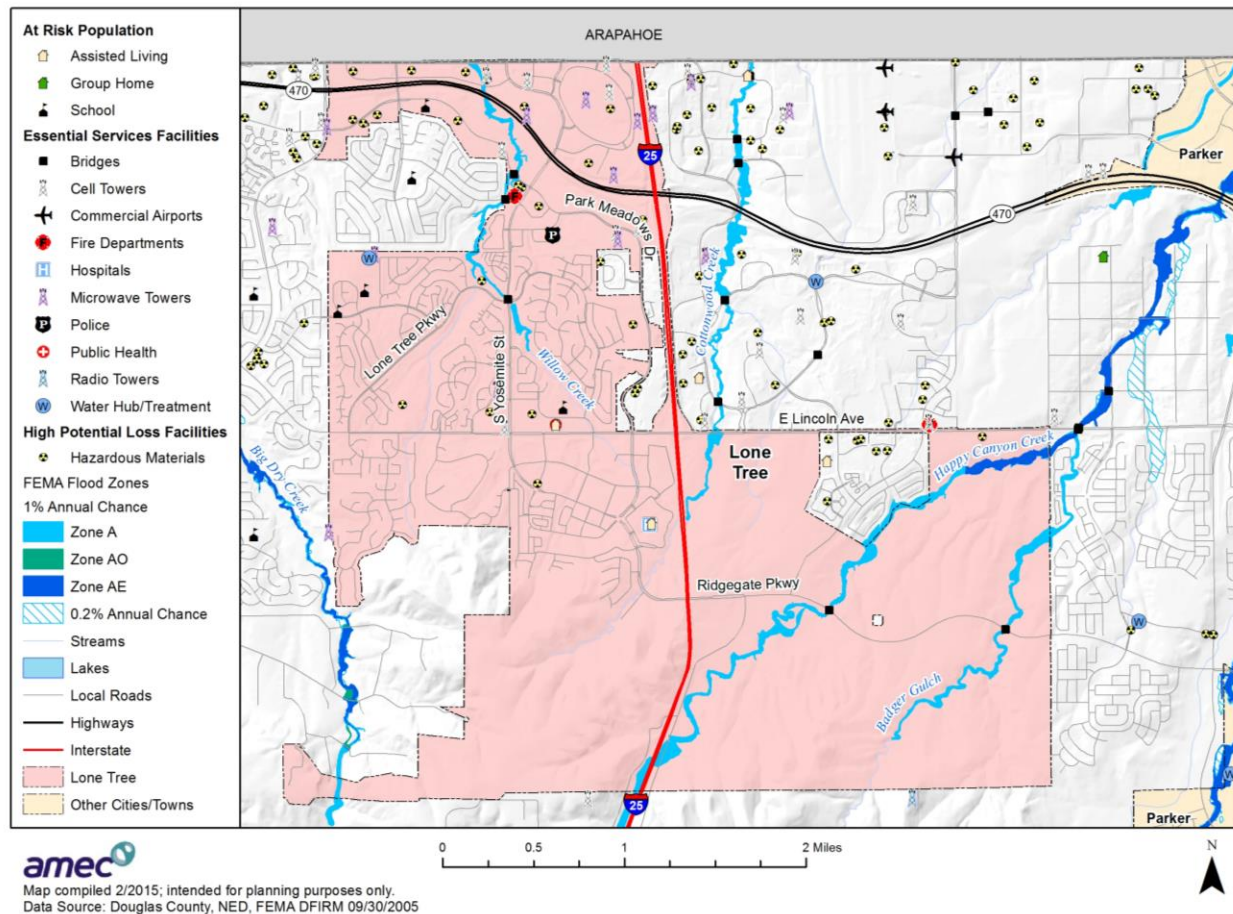 At Risk Population
Assisted Living
Group Home
School
Essential Services Facilities
Bridges
Cell Towers
Commercial Airports
F Fire Departments
H Hospitals
Microwave Towers
P Police
Public Health
Radio Towers
W Water Hub/Treatment
High Potential Loss Facilities
Hazardous Materials
FEMA Flood Zones
1% Annual Chance
Zone A
Zone AO
Zone AE
0.2% Annual Chance
Streams
Lakes
Local Roads
Highways
Interstate
Lone Tree
Other Cities/Towns
ARAPAHOE
470
25
Parker
F
Park Meadows Dr
470
P
W
W
Cottonwood Creek
Lone Tree Pkwy
S Yosemite St
Willow Creek
E Lincoln Ave
Lone
Tree
Happy Canyon Creek
Big Dry Creek
H
Ridgegate Pkwy
W
Badger Gulch
W
25
Parker
amec
0 0.5 1 2 Miles
N
Map compiled 2/2015; intended for planning purposes only.
Data Source: Douglas County, NED, FEMA DFIRM 09/30/2005